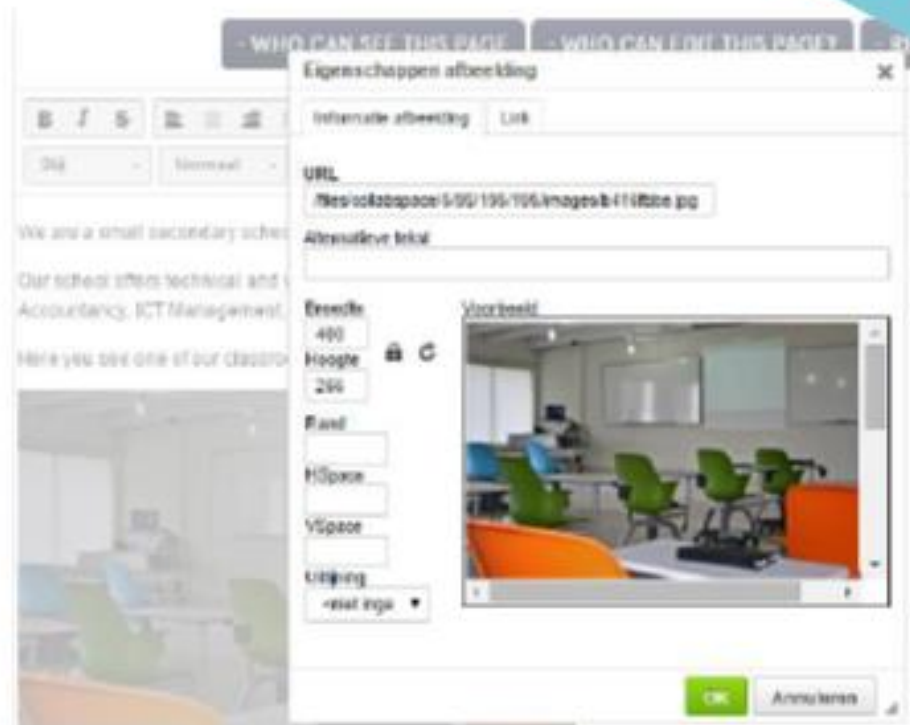 - WHO CAN SEE THIS PAGE
- WHO CAN EDIT THIS PAGE?
Eigenschappen afbeelding
Informatie afbeelding
Link
B I S
Stijl
Normaal
URL
We are a small secondary
Alternatieve tekst
Our school offers technical and
Accountancy, ICT Management,
Breedte
Voorbeeld
400
Hoogte
266
Here you see one of our
Rand
HSpace
VSpace
Uitlijning
OK
Annuleren